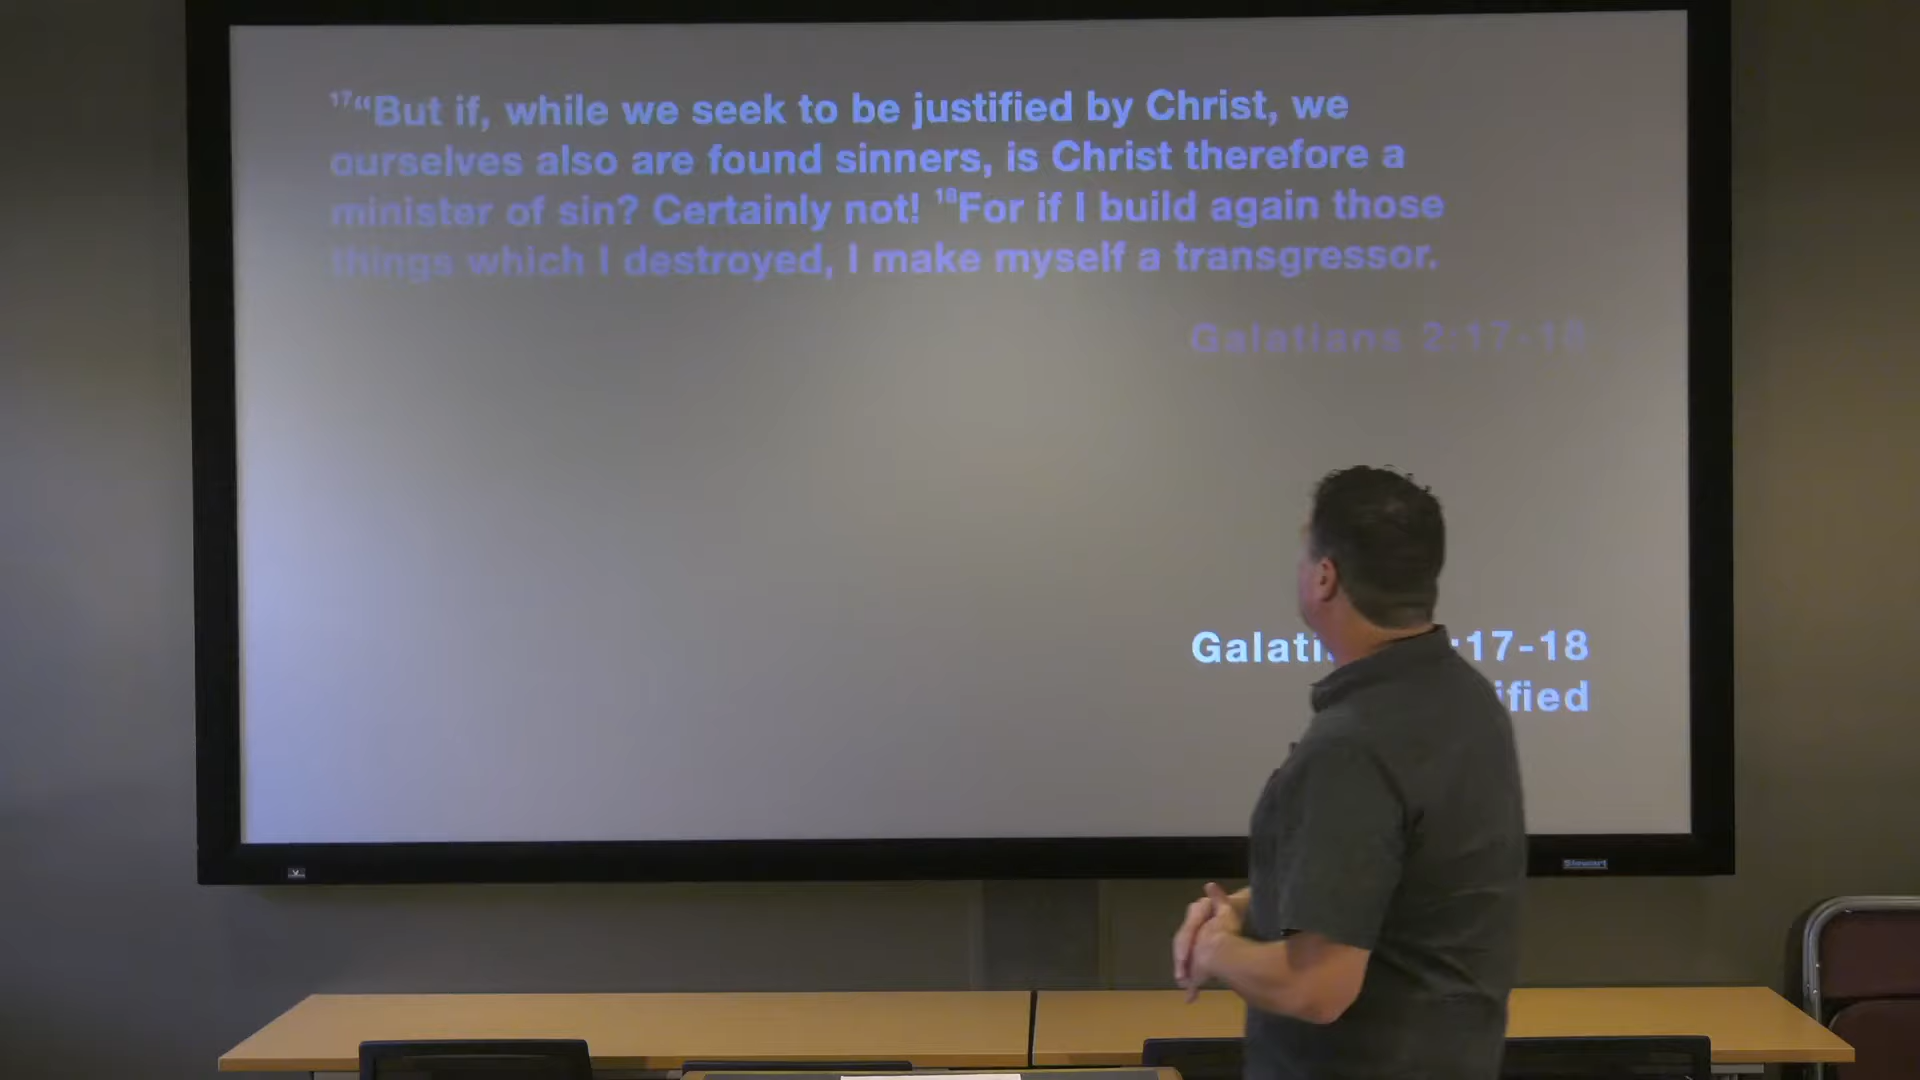 ¹⁷“But if, while we seek to be justified by Christ, we
ourselves also are found sinners, is Christ therefore a
minister of sin? Certainly not! ¹⁸For if I build again those
things which I destroyed, I make myself a transgressor.
Galatians 2:17-18
Galati :17-18
ified
Stewart